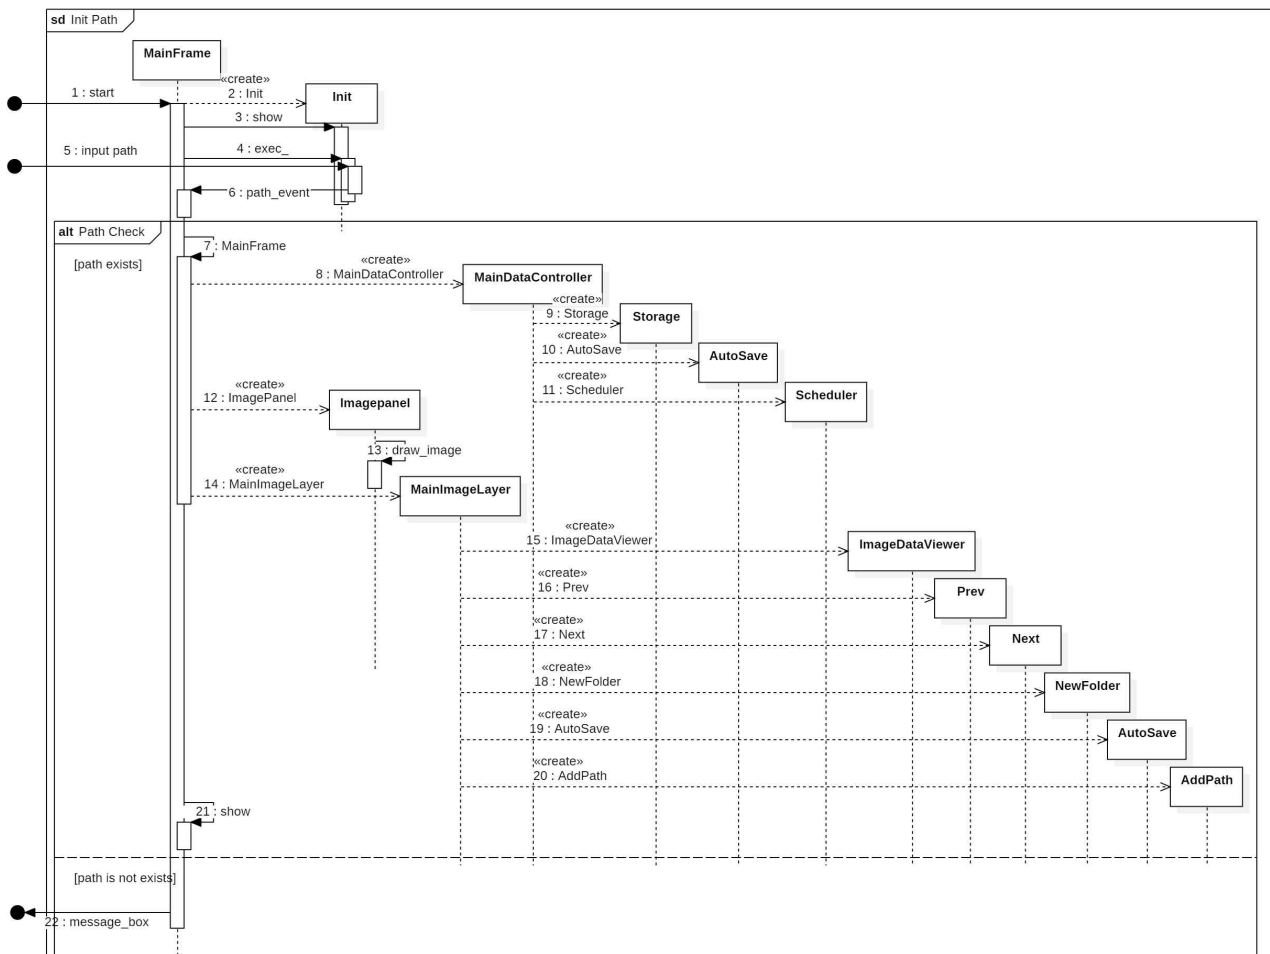 sd Init Path
MainFrame
«create»
1 : start
2 : Init
Init
3 : show
5 : input path
4 : exec_
6 : path_event
alt Path Check
7 : MainFrame
[path exists]
«create»
8 : MainDataController
MainDataController
«create»
9 : Storage
Storage
«create»
10 : AutoSave
AutoSave
«create»
11 : Scheduler
Scheduler
«create»
12 : ImagePanel
Imagepanel
13 : draw_image
«create»
14 : MainImageLayer
MainImageLayer
«create»
15 : ImageDataViewer
ImageDataViewer
«create»
16 : Prev
Prev
«create»
17 : Next
Next
«create»
18 : NewFolder
NewFolder
«create»
19 : AutoSave
AutoSave
«create»
20 : AddPath
AddPath
21 : show
[path is not exists]
22 : message_box